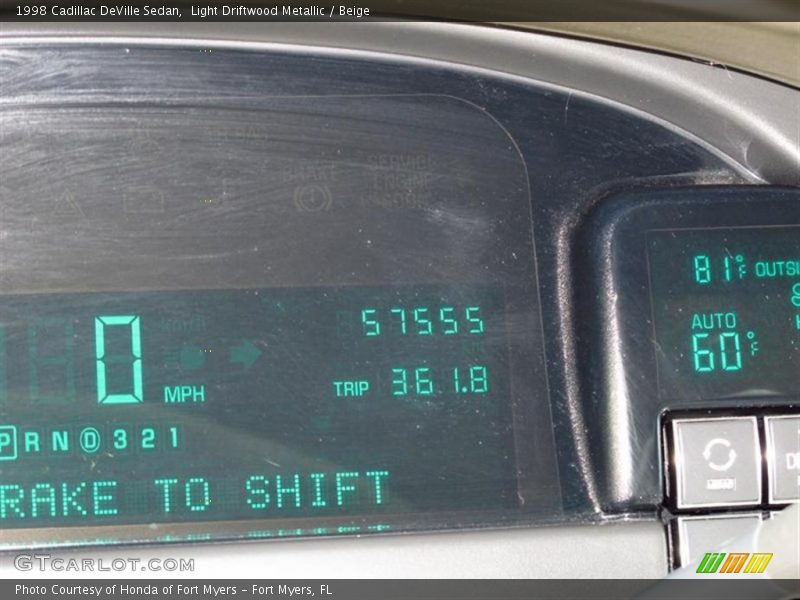 1998 Cadillac DeVille Sedan, Light Driftwood Metallic / Beige
BRAKE
SERVICE
ENGINE
SOON
81°F OUTSI
57555
AUTO
0 MPH
60°F
TRIP 361.8
P R N D 3 2 1
RAKE TO SHIFT
GTCarLot.com
Photo Courtesy of Honda of Fort Myers – Fort Myers, FL